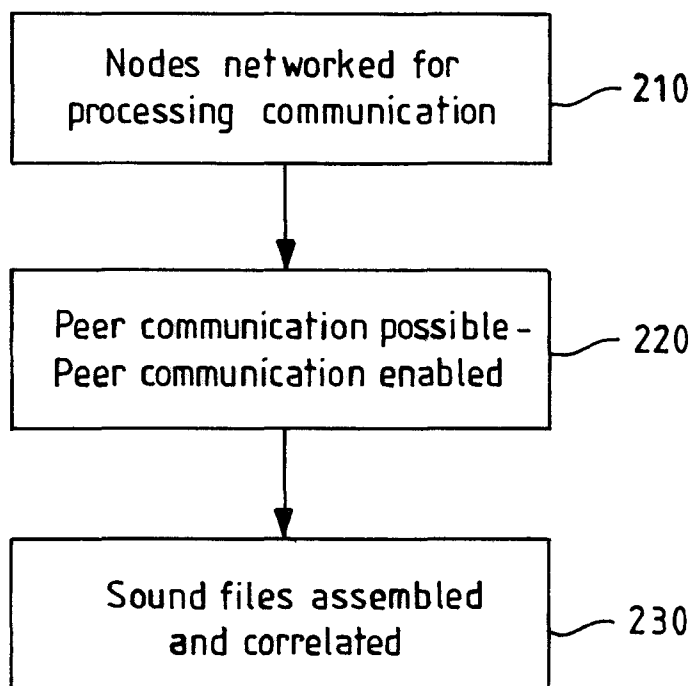 Nodes networked for
processing communication
210
Peer communication possible -
Peer communication enabled
220
Sound files assembled
and correlated
230